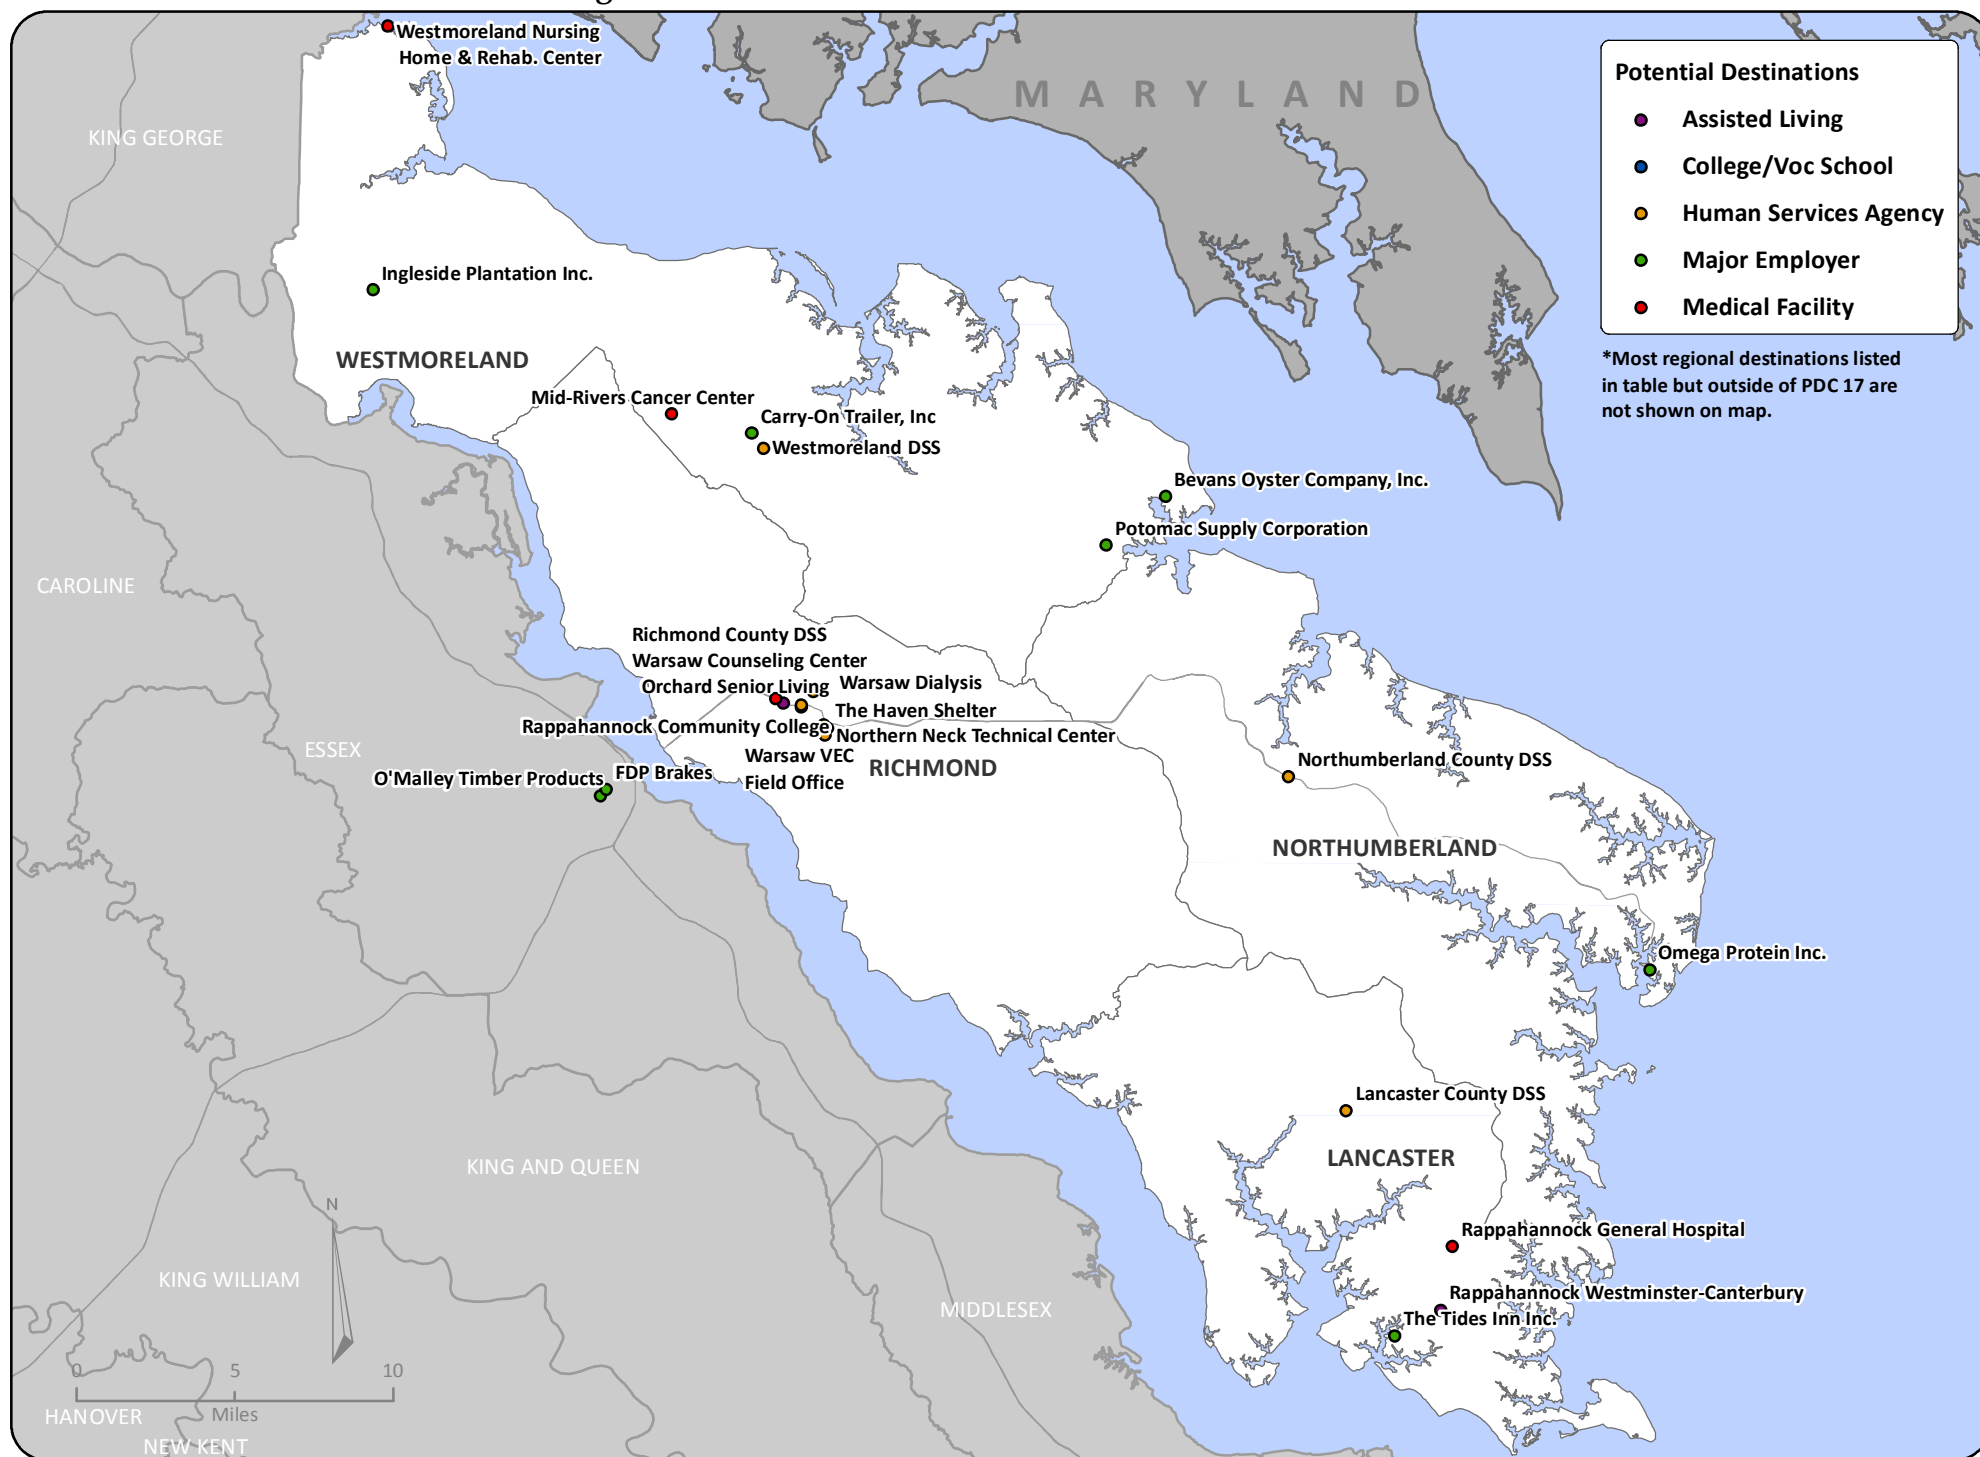 Westmoreland Nursing
Home & Rehab. Center
MARYLAND
Potential Destinations
Assisted Living
College/Voc School
Human Services Agency
Major Employer
Medical Facility
*Most regional destinations listed
in table but outside of PDC 17 are
not shown on map.
KING GEORGE
Ingleside Plantation Inc.
WESTMORELAND
Mid-Rivers Cancer Center
Carry-On Trailer, Inc
Westmoreland DSS
Bevans Oyster Company, Inc.
Potomac Supply Corporation
CAROLINE
Richmond County DSS
Warsaw Counseling Center
Orchard Senior Living
Warsaw Dialysis
The Haven Shelter
Rappahannock Community College
Northern Neck Technical Center
Warsaw VEC
Field Office
RICHMOND
ESSEX
O'Malley Timber Products
FDP Brakes
Northumberland County DSS
NORTHUMBERLAND
Omega Protein Inc.
Lancaster County DSS
LANCASTER
KING AND QUEEN
N
Rappahannock General Hospital
KING WILLIAM
MIDDLESEX
Rappahannock Westminster-Canterbury
The Tides Inn Inc.
0 5 10
Miles
HANOVER
NEW KENT